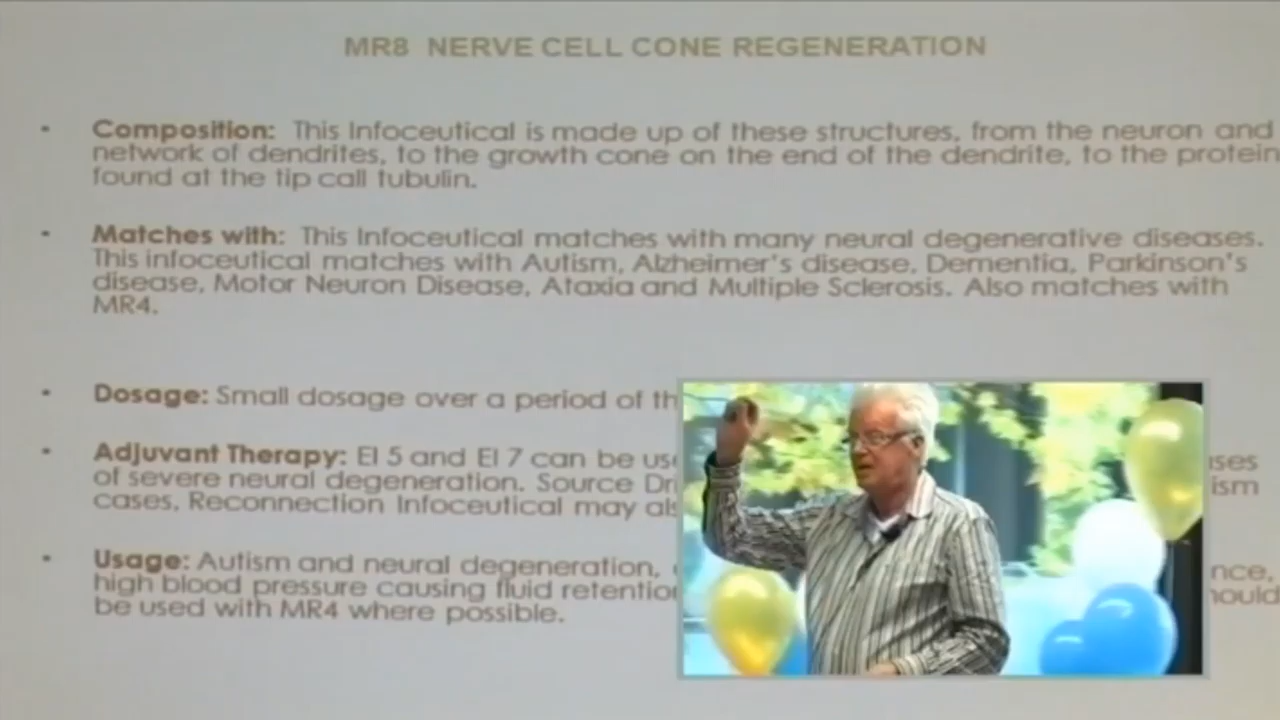 MR8 NERVE CELL CONE REGENERATION
• Composition: This Infoceutical is made up of these structures, from the neuron and
network of dendrites, to the growth cone on the end of the dendrite, to the protein
found at the tip call tubulin.
• Matches with: This Infoceutical matches with many neural degenerative diseases.
This infoceutical matches with Autism, Alzheimer's disease, Dementia, Parkinson's
disease, Motor Neuron Disease, Ataxia and Multiple Sclerosis. Also matches with
MR4.
• Dosage: Small dosage over a period of
• Adjuvant Therapy: EI 5 and EI 7 can be
of severe neural degeneration. Source
cases, Reconnection Infoceutical may
• Usage: Autism and neural degeneration,
high blood pressure causing fluid
be used with MR4 where possible.